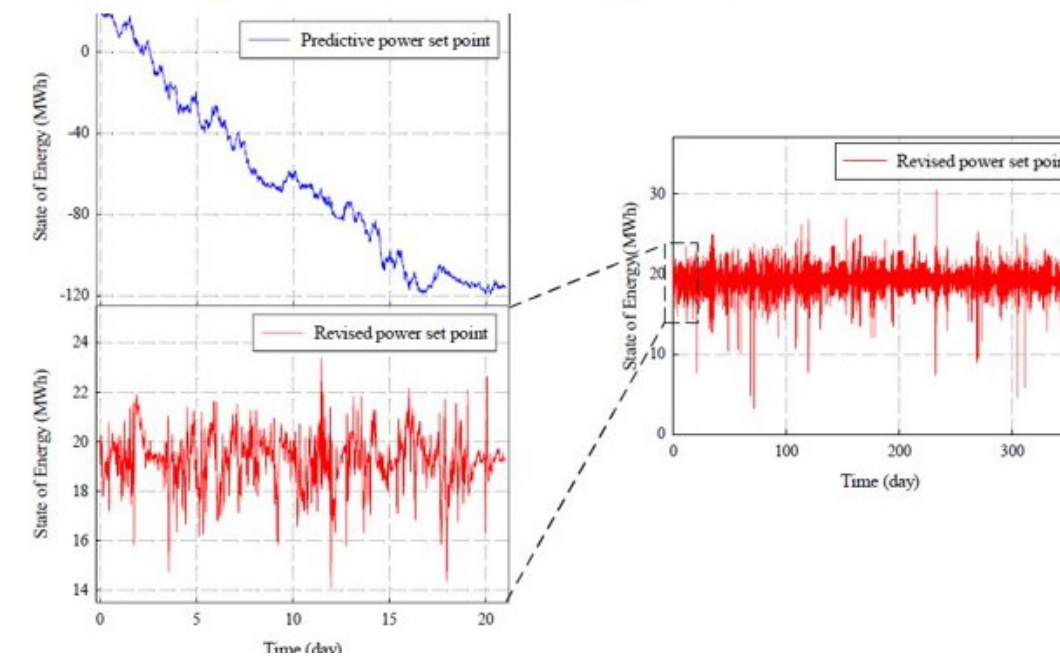 Predictive power set point
0
-40
-80
-120
State of Energy (MWh)
Revised power set point
24
22
20
18
16
14
State of Energy (MWh)
0 5 10 15 20
Time (day)
Revised power set poin
30
20
10
0
State of Energy(MWh)
0 100 200 300
Time (day)